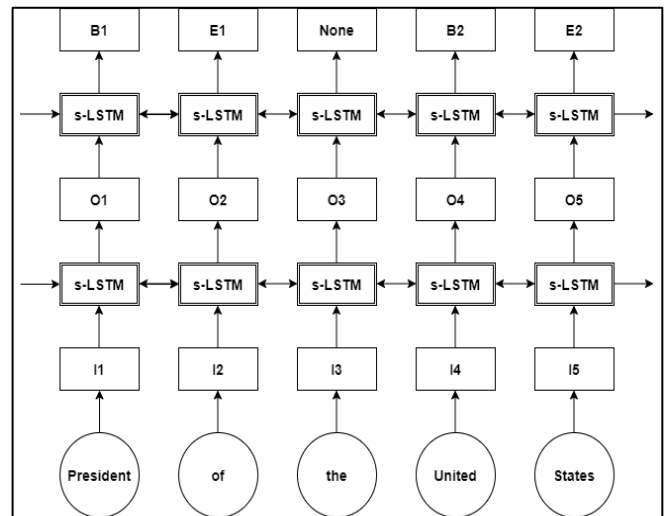 B1 E1 None B2 E2
s-LSTM s-LSTM s-LSTM s-LSTM s-LSTM
O1 O2 O3 O4 O5
s-LSTM s-LSTM s-LSTM s-LSTM s-LSTM
I1 I2 I3 I4 I5
President of the United States